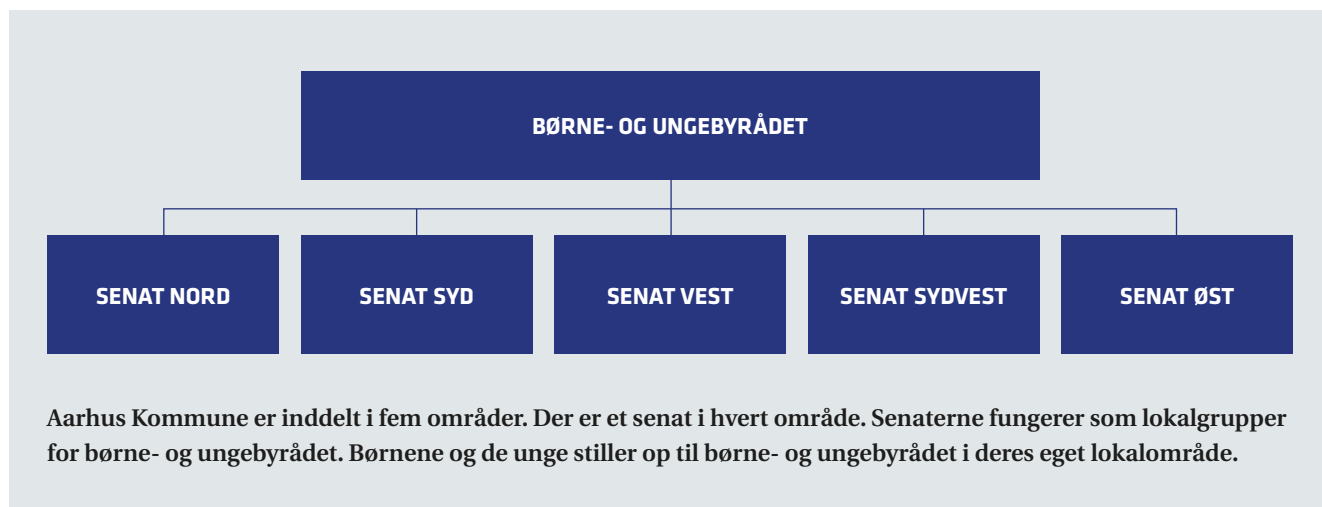 BØRNE- OG UNGEBYRÅDET
SENAT NORD
SENAT SYD
SENAT VEST
SENAT SYDVEST
SENAT ØST
Aarhus Kommune er inddelt i fem områder. Der er et senat i hvert område. Senaterne fungerer som lokalgrupper
for børne- og ungebyrådet. Børnene og de unge stiller op til børne- og ungebyrådet i deres eget lokalområde.